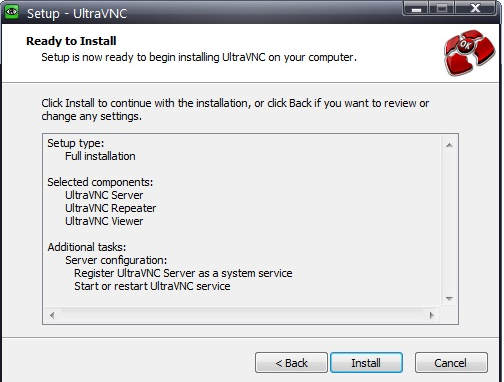 Setup - UltraVNC
Ready to Install
Setup is now ready to begin installing UltraVNC on your computer.
Click Install to continue with the installation, or click Back if you want to review or
change any settings.
Setup type:
Full installation
Selected components:
UltraVNC Server
UltraVNC Repeater
UltraVNC Viewer
Additional tasks:
Server configuration:
Register UltraVNC Server as a system service
Start or restart UltraVNC service
< Back
Install
Cancel